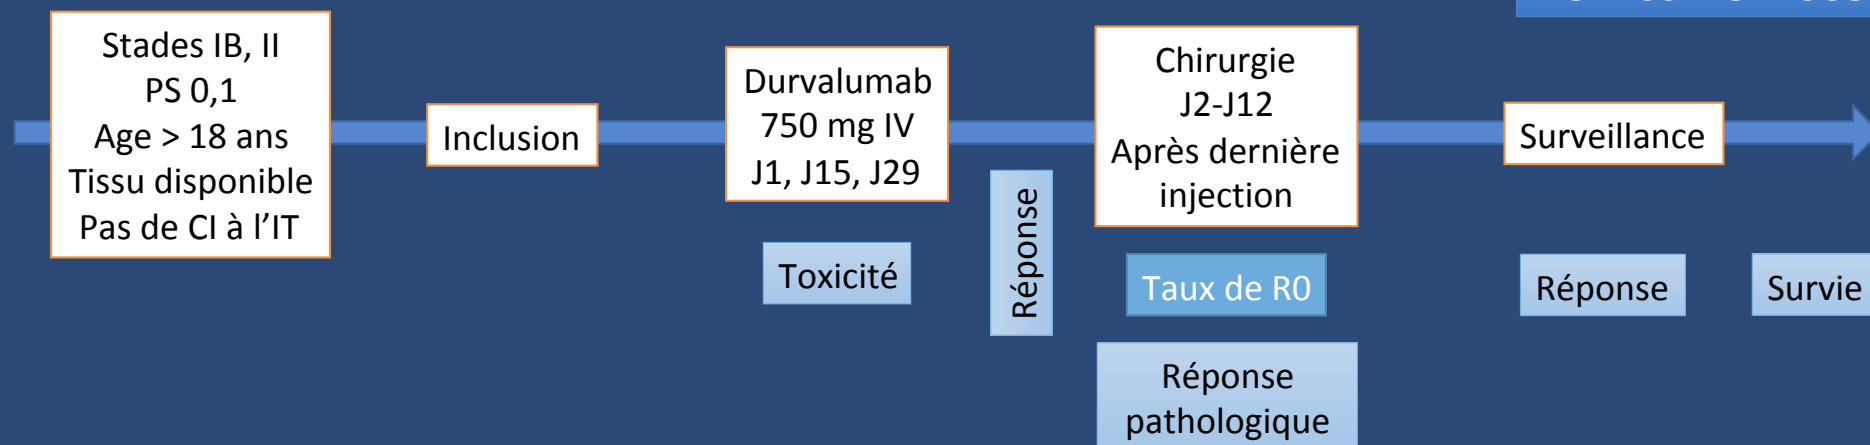 Stades IB, II
PS 0,1
Age > 18 ans
Tissu disponible
Pas de CI à l'IT
Inclusion
Durvalumab
750 mg IV
J1, J15, J29
Chirurgie
J2-J12
Après dernière
injection
Surveillance
Toxicité
Réponse
Taux de R0
Réponse
pathologique
Réponse
Survie